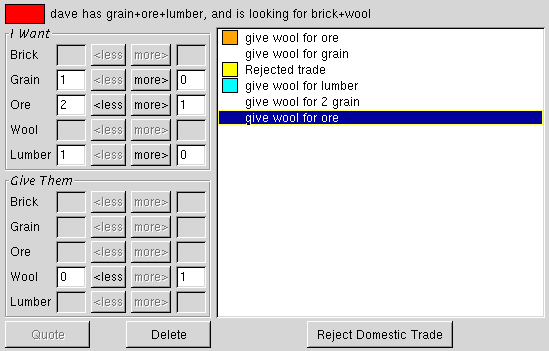 dave has grain+ore+lumber, and is looking for brick+wool
I Want
Brick <less more>
Grain 1 <less more> 0
Ore 2 <less more> 1
Wool <less more>
Lumber 1 <less more> 0
Give Them
Brick <less more>
Grain <less more>
Ore <less more>
Wool 0 <less more> 1
Lumber <less more>
give wool for ore
give wool for grain
Rejected trade
give wool for lumber
give wool for 2 grain
give wool for ore
Quote Delete Reject Domestic Trade